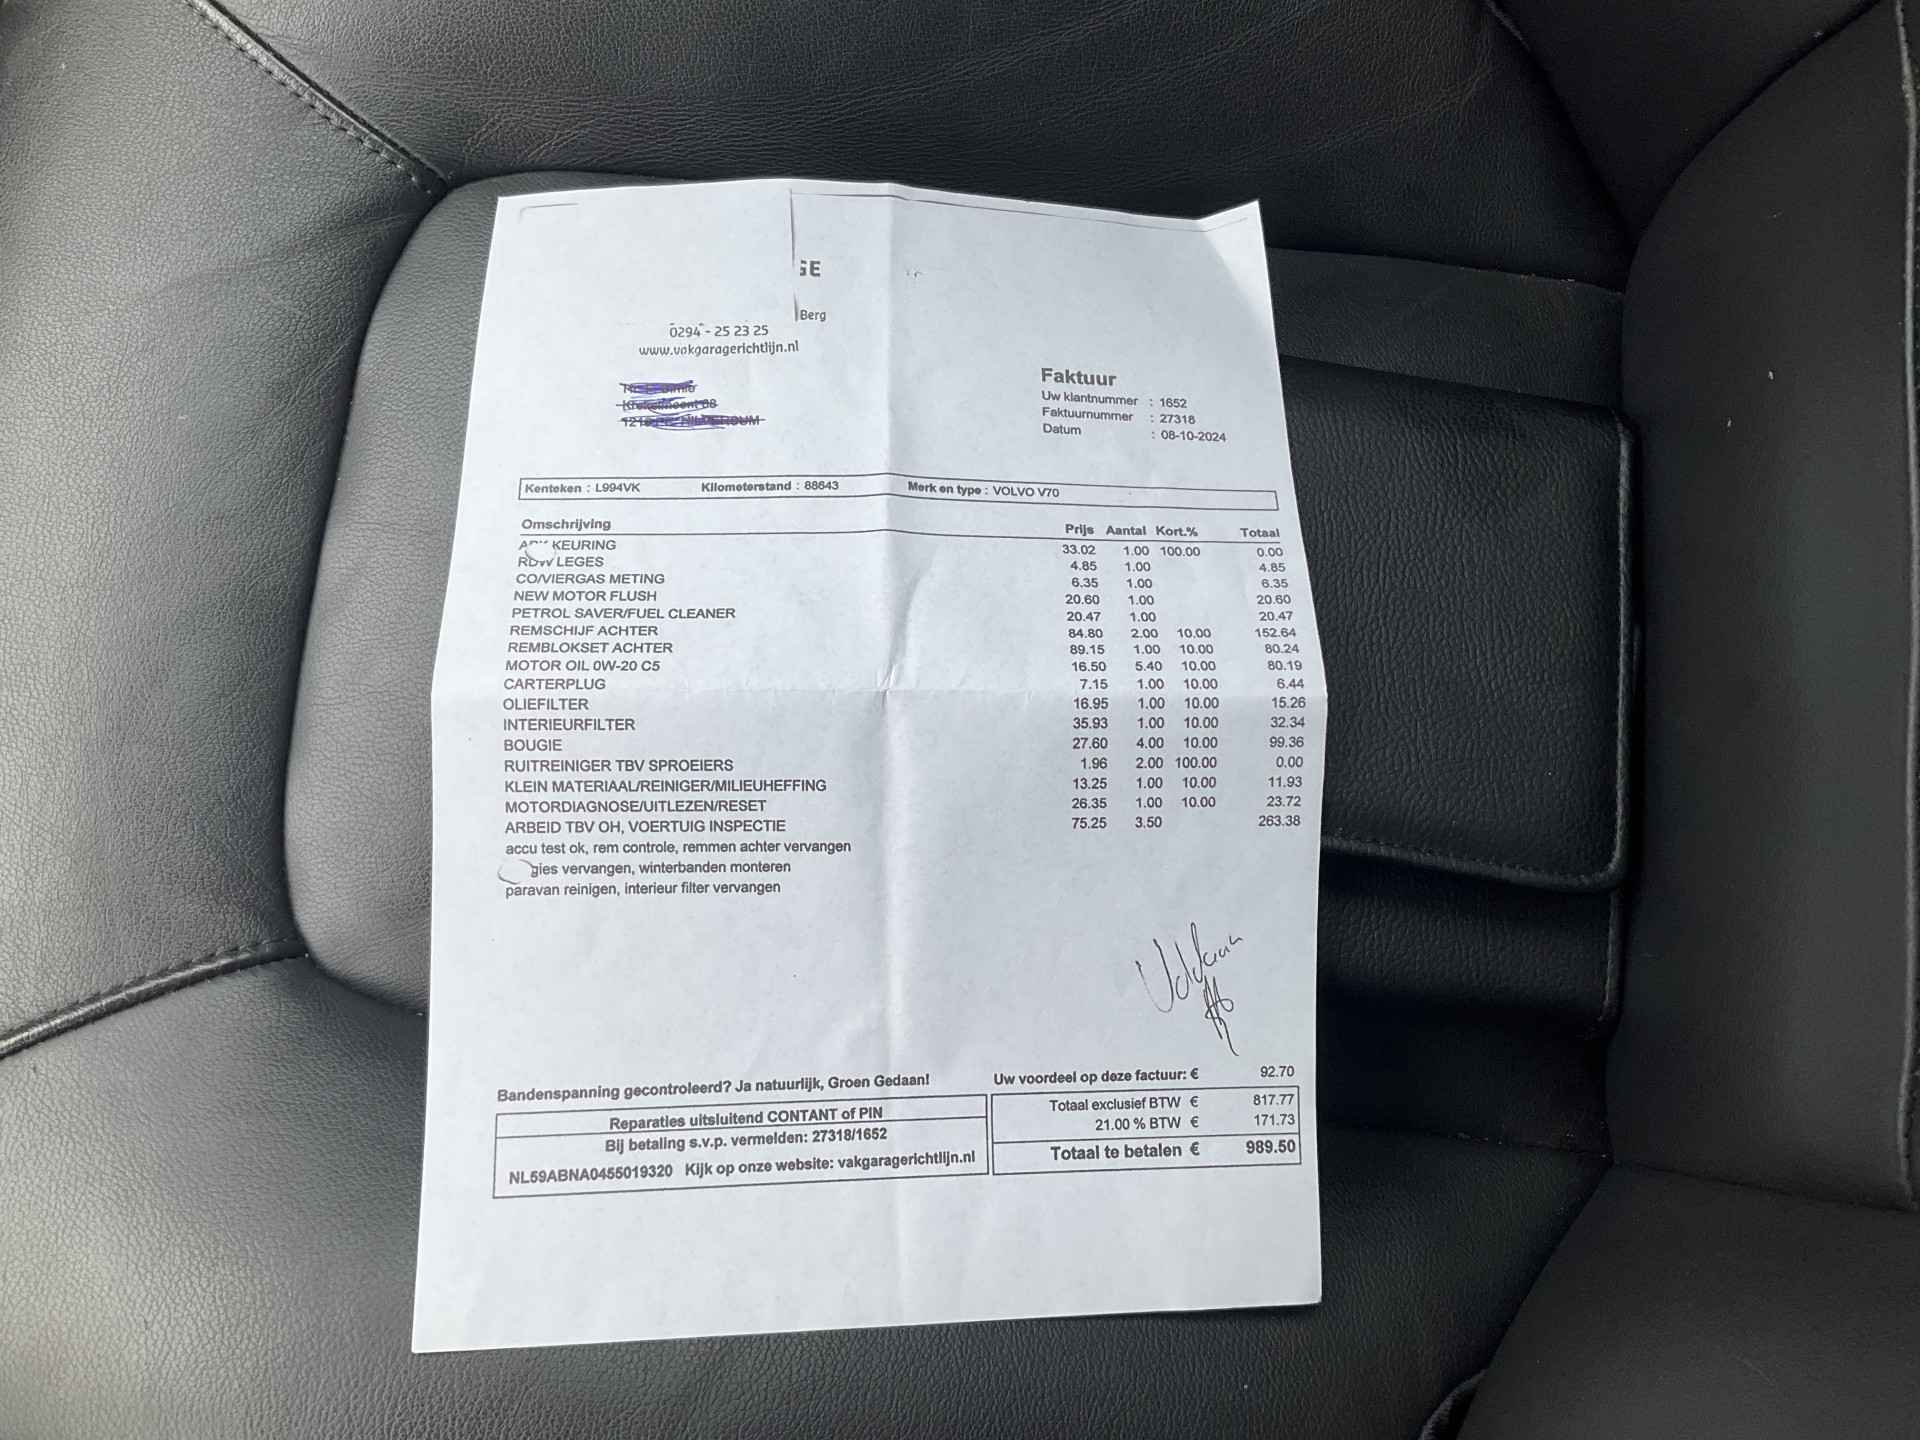 GE
Berg
0294 - 25 23 25
www.vakgaragerichtlijn.nl
Faktuur
Uw klantnummer : 1652
Faktuurnummer : 27318
Datum : 08-10-2024
Kenteken : L994VK Kilometerstand : 88643 Merk en type : VOLVO V70
Omschrijving Prijs Aantal Kort.% Totaal
KEURING 33.02 1.00 100.00 0.00
RDW LEGES 4.85 1.00 4.85
CO/VIERGAS METING 6.35 1.00 6.35
NEW MOTOR FLUSH 20.60 1.00 20.60
PETROL SAVER/FUEL CLEANER 20.47 1.00 20.47
REMSCHIJF ACHTER 84.80 2.00 10.00 152.64
REMBLOKSET ACHTER 89.15 1.00 10.00 80.24
MOTOR OIL 0W-20 C5 16.50 5.40 10.00 80.19
CARTERPLUG 7.15 1.00 10.00 6.44
OLIEFILTER 16.95 1.00 10.00 15.26
INTERIEURFILTER 35.93 1.00 10.00 32.34
BOUGIE 27.60 4.00 10.00 99.36
RUITREINIGER TBV SPROEIERS 1.96 2.00 100.00 0.00
KLEIN MATERIAAL/REINIGER/MILIEUHEFFING 13.25 1.00 10.00 11.93
MOTORDIAGNOSE/UITLEZEN/RESET 26.35 1.00 10.00 23.72
ARBEID TBV OH, VOERTUIG INSPECTIE 75.25 3.50 263.38
accu test ok, rem controle, remmen achter vervangen
gies vervangen, winterbanden monteren
paravan reinigen, interieur filter vervangen
Voldaan
Bandenspanning gecontroleerd? Ja natuurlijk, Groen Gedaan!
Uw voordeel op deze factuur: € 92.70
Reparaties uitsluitend CONTANT of PIN
Bij betaling s.v.p. vermelden: 27318/1652
NL59ABNA0455019320 Kijk op onze website: vakgaragerichtlijn.nl
Totaal exclusief BTW € 817.77
21.00 % BTW € 171.73
Totaal te betalen € 989.50